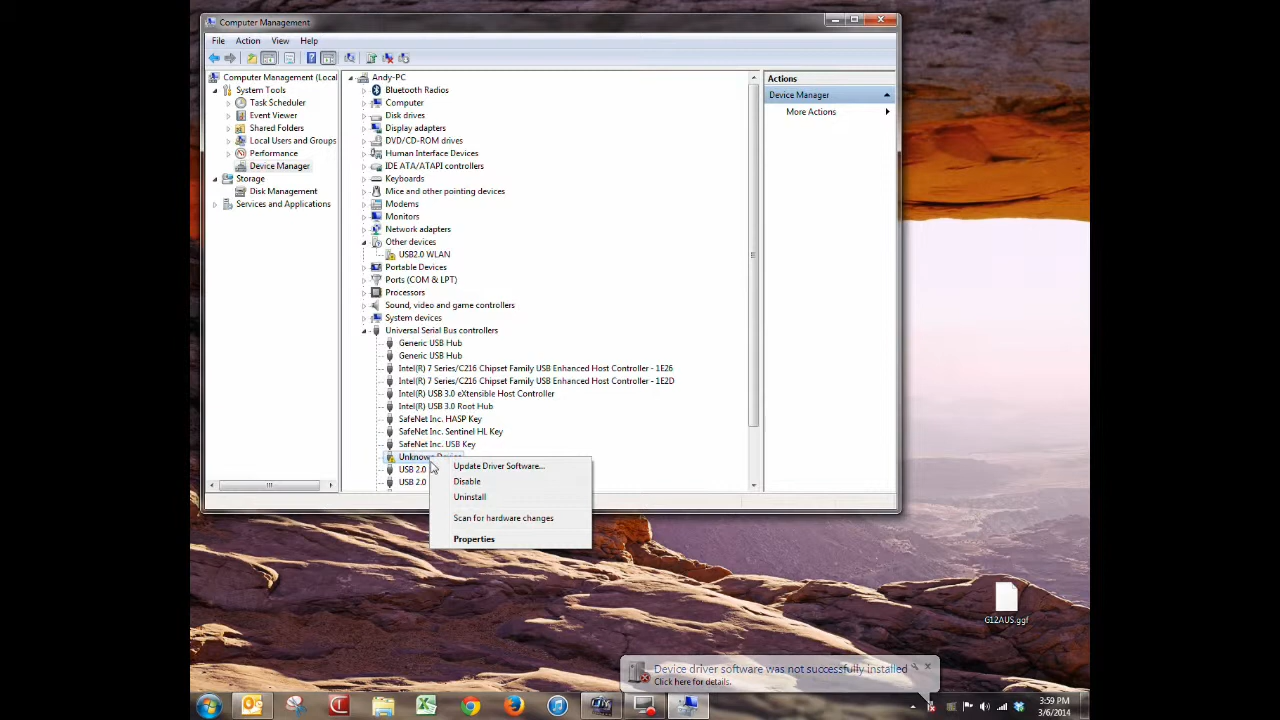 Computer Management
File Action View Help
Computer Management (Local
System Tools
Task Scheduler
Event Viewer
Shared Folders
Local Users and Groups
Performance
Device Manager
Storage
Disk Management
Services and Applications
Andy-PC
Bluetooth Radios
Computer
Disk drives
Display adapters
DVD/CD-ROM drives
Human Interface Devices
IDE ATA/ATAPI controllers
Keyboards
Mice and other pointing devices
Modems
Monitors
Network adapters
Other devices
USB2.0 WLAN
Portable Devices
Ports (COM & LPT)
Processors
Sound, video and game controllers
System devices
Universal Serial Bus controllers
Generic USB Hub
Generic USB Hub
Intel(R) 7 Series/C216 Chipset Family USB Enhanced Host Controller - 1E26
Intel(R) 7 Series/C216 Chipset Family USB Enhanced Host Controller - 1E2D
Intel(R) USB 3.0 eXtensible Host Controller
Intel(R) USB 3.0 Root Hub
SafeNet Inc. HASP Key
SafeNet Inc. Sentinel HL Key
SafeNet Inc. USB Key
Unknown Device
USB 2.0
USB 2.0
Update Driver Software...
Disable
Uninstall
Scan for hardware changes
Properties
Actions
Device Manager
More Actions
G12AUS.ggf
Device driver software was not successfully installed
Click here for details.
3:59 PM
3/6/2014